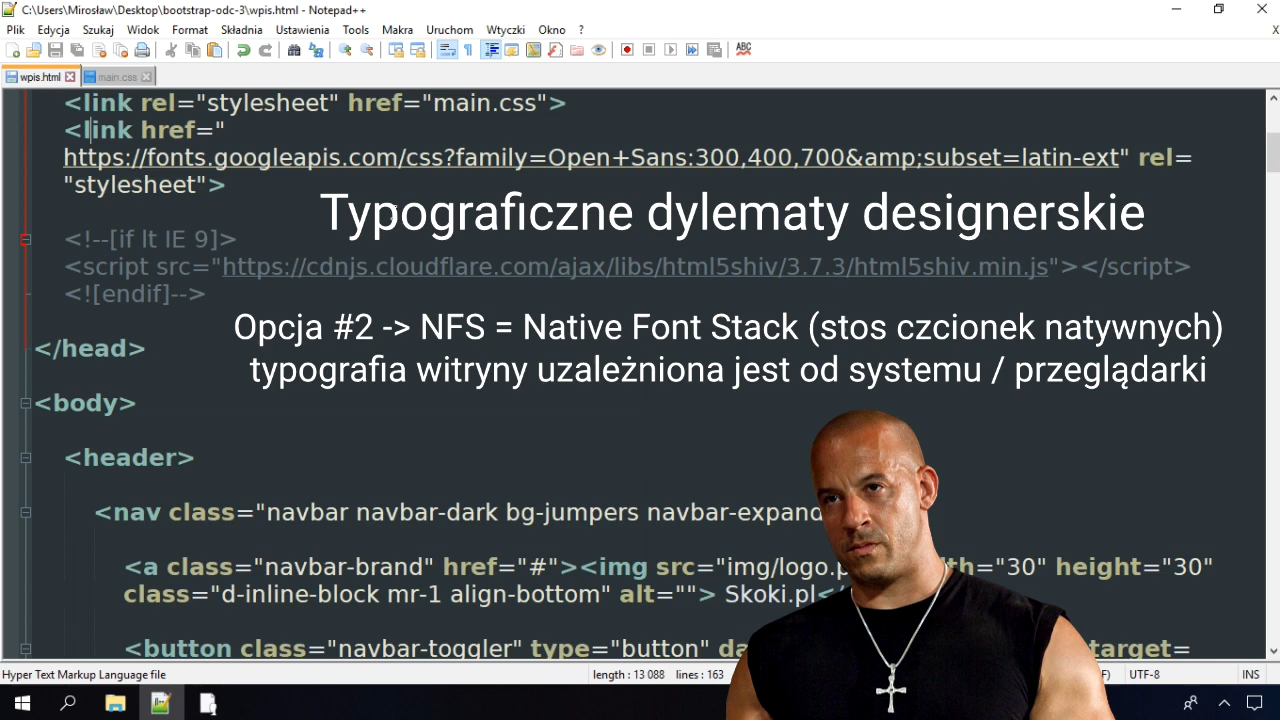 C:\Users\Mirosław\Desktop\bootstrap-odc-3\wpis.html - Notepad++
Plik Edycja Szukaj Widok Format Składnia Ustawienia Tools Makra Uruchom Wtyczki Okno ? X
ABC
wpis.html main.css
<link rel="stylesheet" href="main.css">
<link href="
https://fonts.googleapis.com/css?family=Open+Sans:300,400,700&amp;subset=latin-ext" rel=
"stylesheet">
Typograficzne dylematy designerskie
<!--[if lt IE 9]>
<script src="https://cdnjs.cloudflare.com/ajax/libs/html5shiv/3.7.3/html5shiv.min.js"></script>
<![endif]-->
Opcja #2 -> NFS = Native Font Stack (stos czcionek natywnych)
</head>
typografia witryny uzależniona jest od systemu / przeglądarki
<body>
<header>
<nav class="navbar navbar-dark bg-jumpers navbar-expand
<a class="navbar-brand" href="#"><img src="img/logo.p th="30" height="30"
class="d-inline-block mr-1 align-bottom" alt=""> Skoki.pl</
<button class="navbar-toggler" type="button" da target=
Hyper Text Markup Language file length : 13 088 lines : 163 F) UTF-8 INS